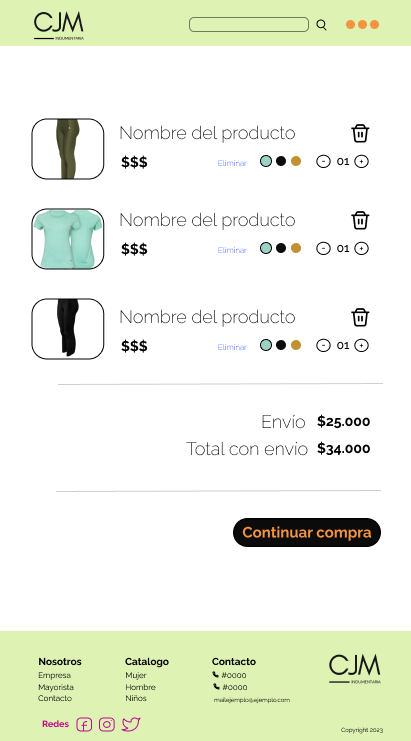 CJM
INDUMENTARIA
Nombre del producto
$$$ Eliminar - 01 +
Nombre del producto
$$$ Eliminar - 01 +
Nombre del producto
$$$ Eliminar - 01 +
Envío $25.000
Total con envío $34.000
Continuar compra
Nosotros
Empresa
Mayorista
Contacto
Catalogo
Mujer
Hombre
Niños
Contacto
#0000
#0000
mailejemplo@ejemplo.com
CJM
INDUMENTARIA
Redes
Copyright 2023